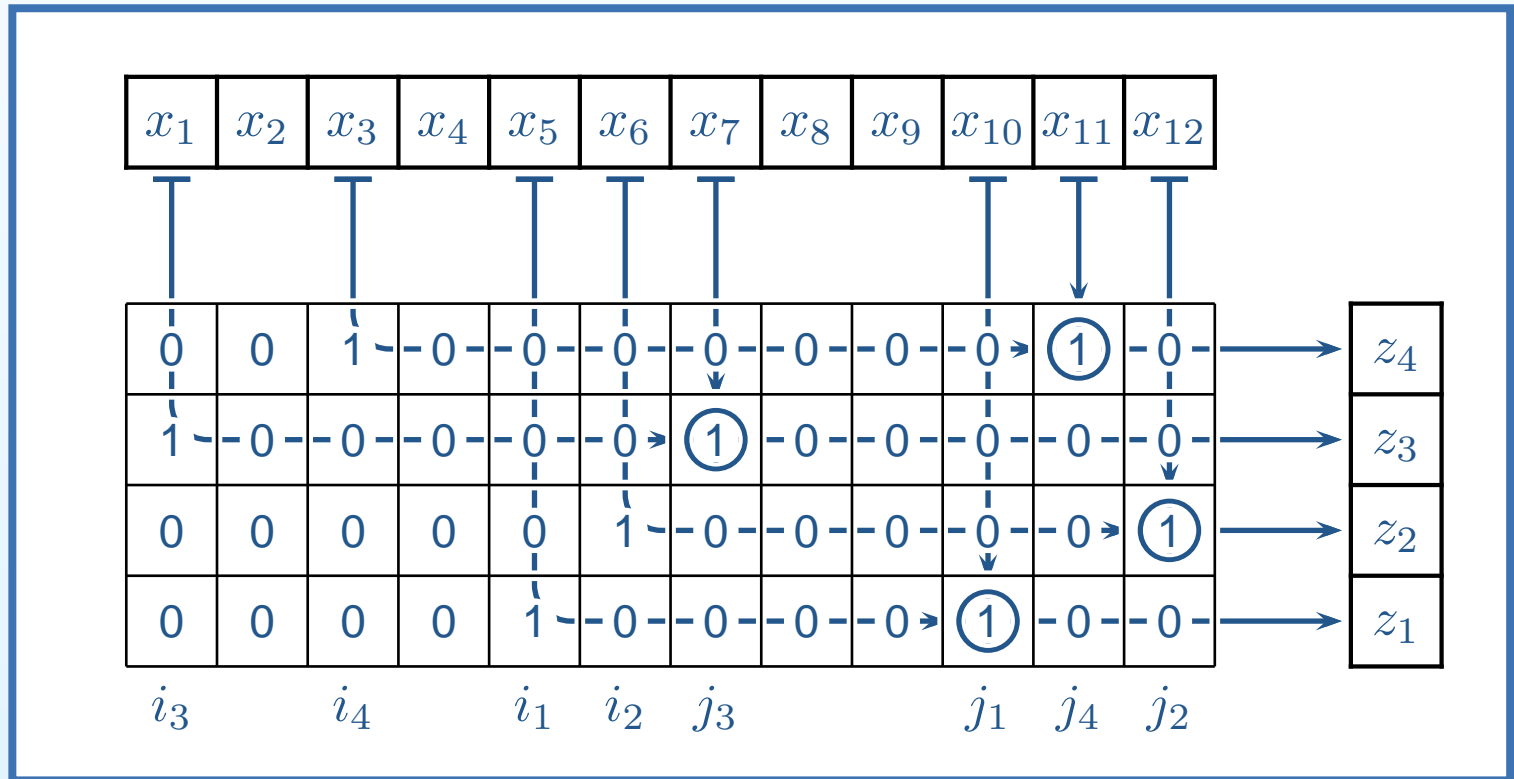 x₁ x₂ x₃ x₄ x₅ x₆ x₇ x₈ x₉ x₁₀ x₁₁ x₁₂
0 0 1 0 0 0 0 0 0 0 1 0 z₄
1 0 0 0 0 0 1 0 0 0 0 0 z₃
0 0 0 0 0 1 0 0 0 0 0 1 z₂
0 0 0 0 1 0 0 0 0 1 0 0 z₁
i₃ i₄ i₁ i₂ j₃ j₁ j₄ j₂